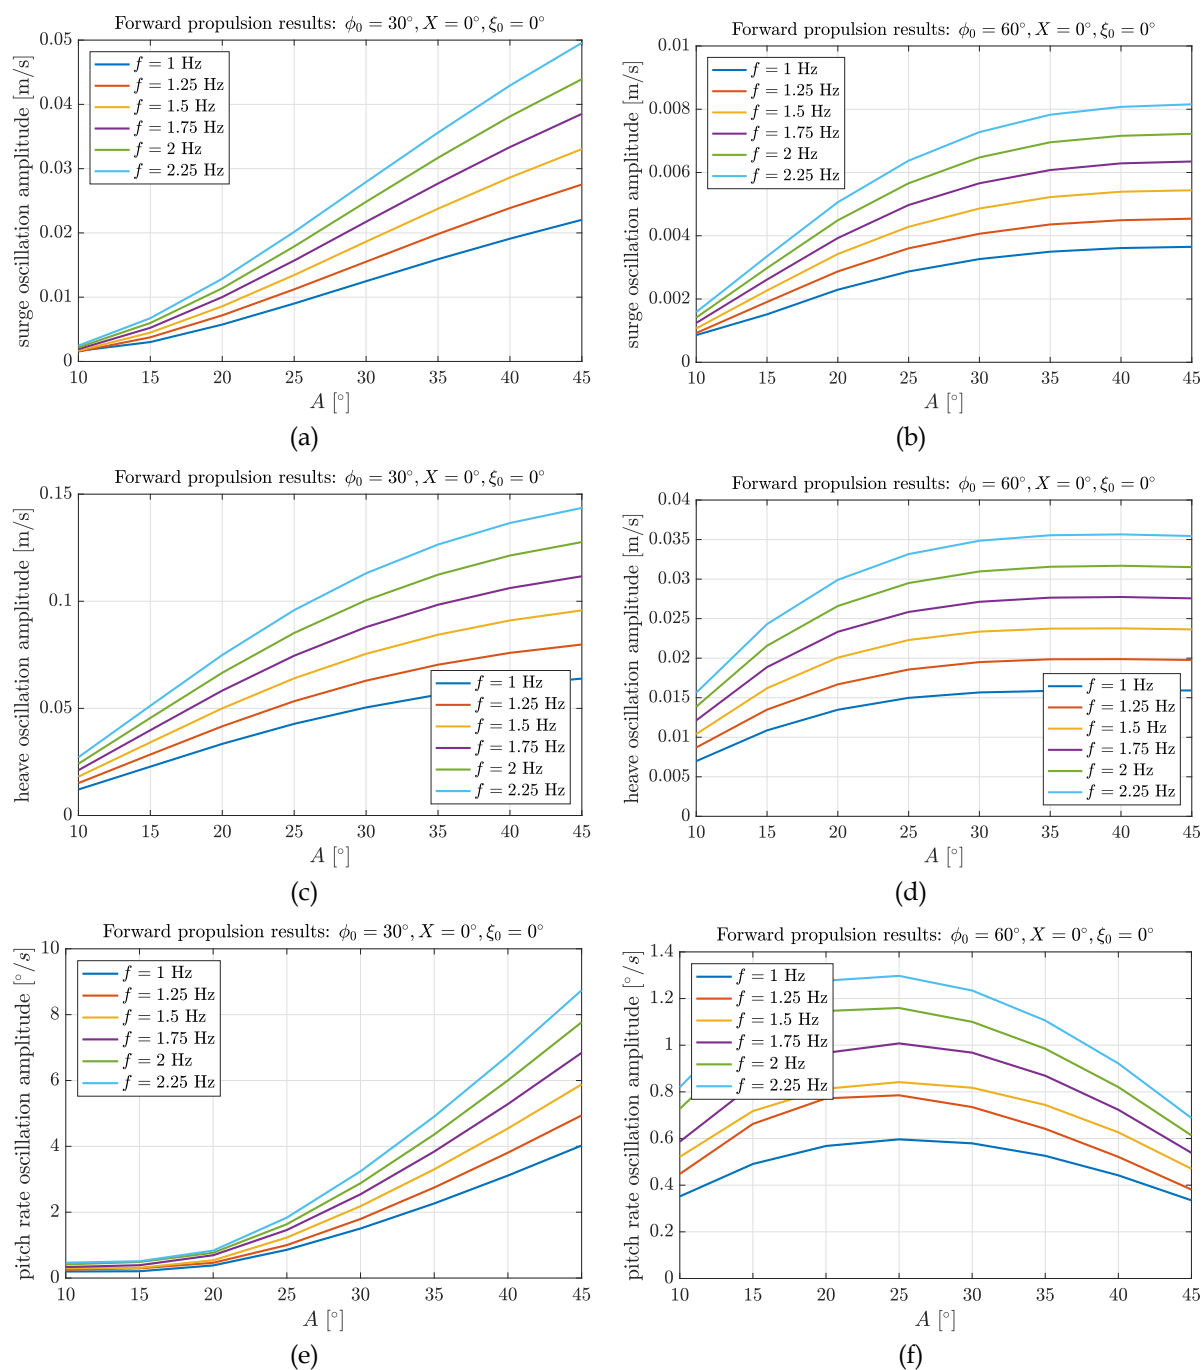 Forward propulsion results: ϕ₀ = 30°, X = 0°, ξ₀ = 0°
surge oscillation amplitude [m/s]
0.05
0.04
0.03
0.02
0.01
0
f = 1 Hz
f = 1.25 Hz
f = 1.5 Hz
f = 1.75 Hz
f = 2 Hz
f = 2.25 Hz
10 15 20 25 30 35 40 45
A [°]
(a)
Forward propulsion results: ϕ₀ = 60°, X = 0°, ξ₀ = 0°
surge oscillation amplitude [m/s]
0.01
0.008
0.006
0.004
0.002
0
f = 1 Hz
f = 1.25 Hz
f = 1.5 Hz
f = 1.75 Hz
f = 2 Hz
f = 2.25 Hz
10 15 20 25 30 35 40 45
A [°]
(b)
Forward propulsion results: ϕ₀ = 30°, X = 0°, ξ₀ = 0°
heave oscillation amplitude [m/s]
0.15
0.1
0.05
0
f = 1 Hz
f = 1.25 Hz
f = 1.5 Hz
f = 1.75 Hz
f = 2 Hz
f = 2.25 Hz
10 15 20 25 30 35 40 45
A [°]
(c)
Forward propulsion results: ϕ₀ = 60°, X = 0°, ξ₀ = 0°
heave oscillation amplitude [m/s]
0.04
0.035
0.03
0.025
0.02
0.015
0.01
0.005
0
f = 1 Hz
f = 1.25 Hz
f = 1.5 Hz
f = 1.75 Hz
f = 2 Hz
f = 2.25 Hz
10 15 20 25 30 35 40 45
A [°]
(d)
Forward propulsion results: ϕ₀ = 30°, X = 0°, ξ₀ = 0°
pitch rate oscillation amplitude [°/s]
10
8
6
4
2
0
f = 1 Hz
f = 1.25 Hz
f = 1.5 Hz
f = 1.75 Hz
f = 2 Hz
f = 2.25 Hz
10 15 20 25 30 35 40 45
A [°]
(e)
Forward propulsion results: ϕ₀ = 60°, X = 0°, ξ₀ = 0°
pitch rate oscillation amplitude [°/s]
1.4
1.2
1
0.8
0.6
0.4
0.2
0
f = 1 Hz
f = 1.25 Hz
f = 1.5 Hz
f = 1.75 Hz
f = 2 Hz
f = 2.25 Hz
10 15 20 25 30 35 40 45
A [°]
(f)